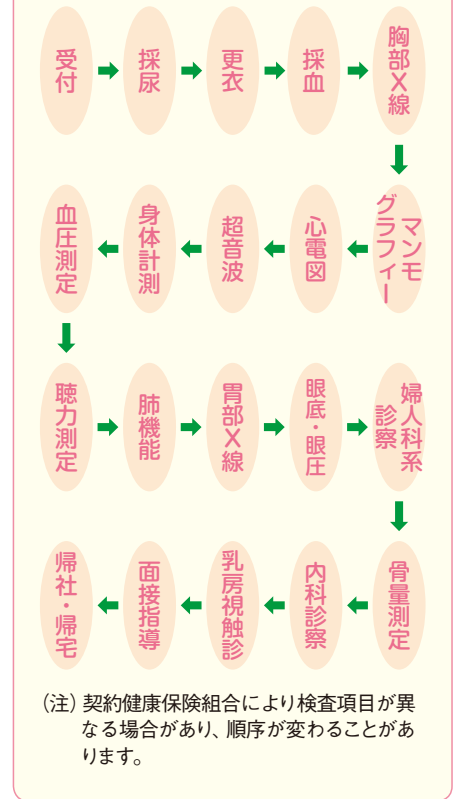 受付
採尿
更衣
採血
胸部X線
マンモ
グラフィー
心電図
超音波
身体計測
血圧測定
聴力測定
肺機能
胃部X線
眼底・眼圧
婦人科系
診察
骨量測定
内科診察
乳房視触診
面接指導
帰社・帰宅
(注)契約健康保険組合により検査項目が異
なる場合があり、順序が変わることがあ
ります。